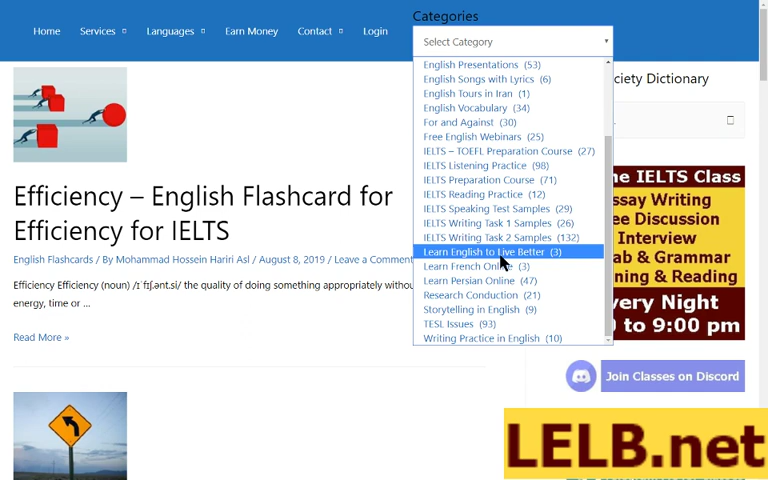 Categories
Home Services Languages Earn Money Contact Login
Select Category
English Presentations (53)
English Songs with Lyrics (6)
English Tours in Iran (1)
English Vocabulary (34)
For and Against (30)
Free English Webinars (25)
IELTS – TOEFL Preparation Course (27)
IELTS Listening Practice (98)
IELTS Preparation Course (71)
IELTS Reading Practice (12)
IELTS Speaking Test Samples (29)
IELTS Writing Task 1 Samples (26)
IELTS Writing Task 2 Samples (132)
Learn English to Live Better (3)
Learn French Online (3)
Learn Persian Online (47)
Research Conduction (21)
Storytelling in English (9)
TESL Issues (93)
Writing Practice in English (10)
Efficiency – English Flashcard for
Efficiency for IELTS
English Flashcards / By Mohammad Hossein Hariri Asl / August 8, 2019 / Leave a Comment
Efficiency Efficiency (noun) /ɪˈfɪʃənt.si/ the quality of doing something appropriately
energy, time or …
Read More »
Dictionary
IELTS Class
Writing
Discussion
Interview
& Grammar
& Reading
Night
to 9:00 pm
Join Classes on Discord
LELB.net